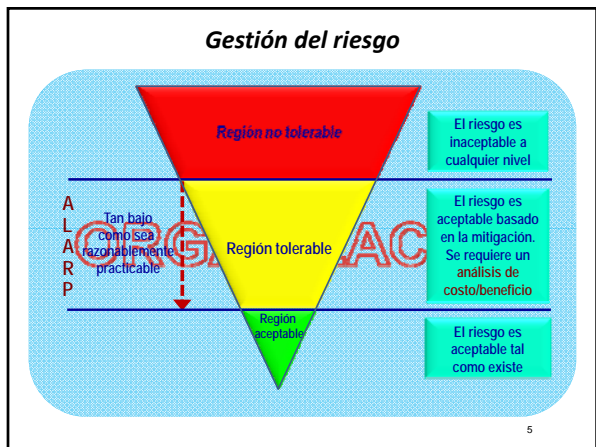 Gestión del riesgo
Región no tolerable
El riesgo es
inaceptable a
cualquier nivel
A
L
A
R
P
Tan bajo
como sea
razonablemente
practicable
Región tolerable
El riesgo es
aceptable basado
en la mitigación.
Se requiere un
análisis de
costo/beneficio
Región
aceptable
El riesgo es
aceptable tal
como existe
5